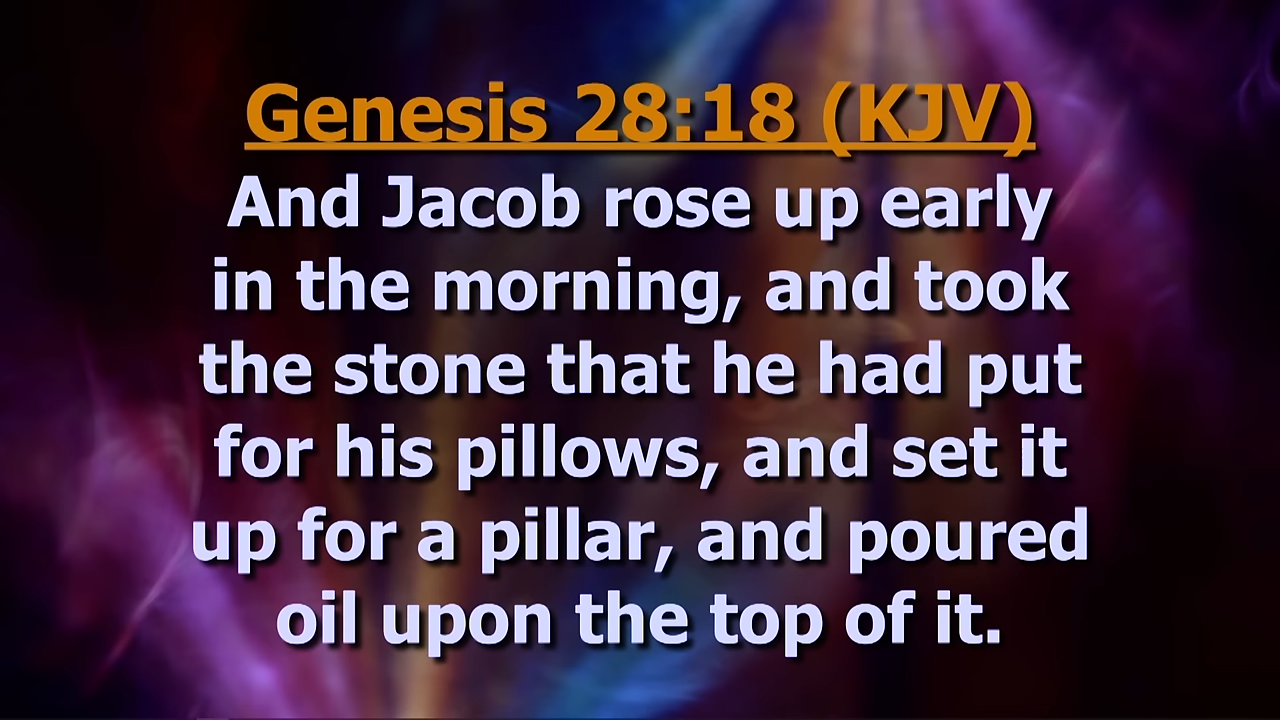 Genesis 28:18 (KJV)
And Jacob rose up early
in the morning, and took
the stone that he had put
for his pillows, and set it
up for a pillar, and poured
oil upon the top of it.